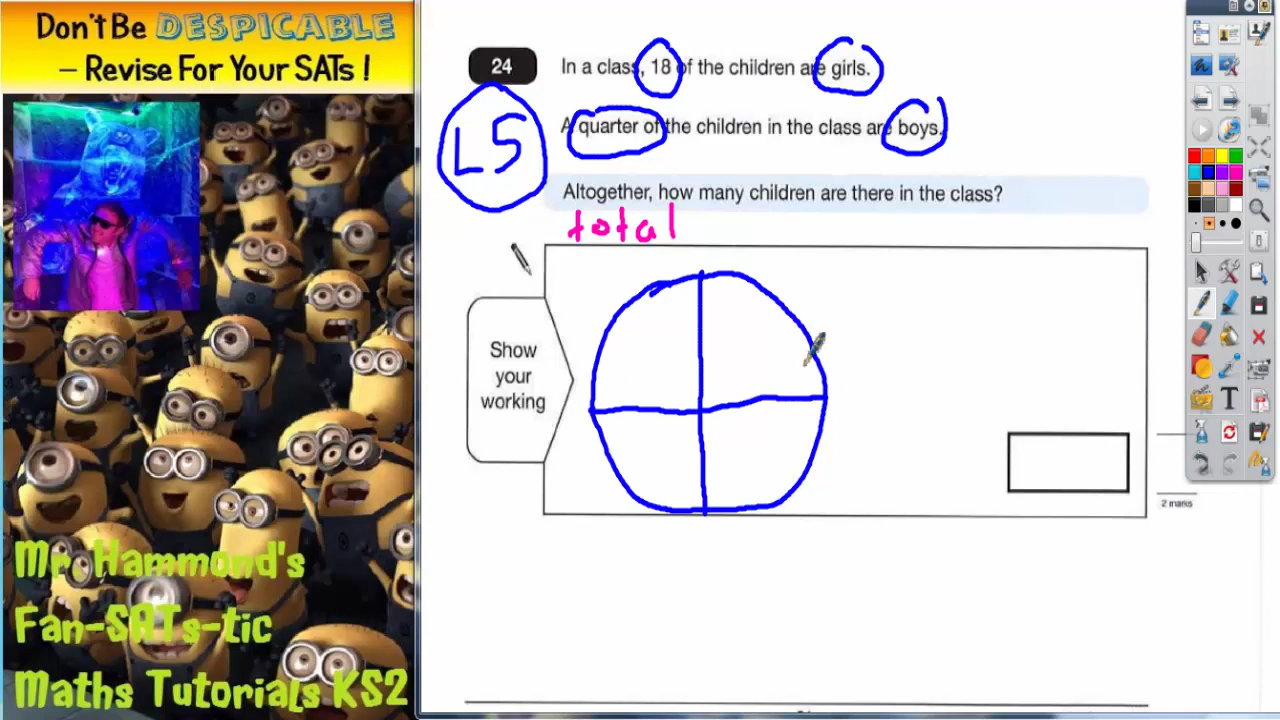 Don't Be DESPICABLE
– Revise For Your SATs !
Mr. Hammond's
Fan-SATs-tic
Maths Tutorials KS2
24
In a class, 18 of the children are girls.
L5
A quarter of the children in the class are boys.
Altogether, how many children are there in the class?
total
Show
your
working
2 marks